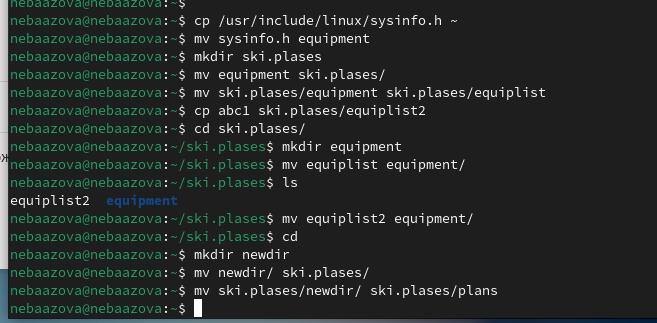 nebaazova@nebaazova:~$
nebaazova@nebaazova:~$ cp /usr/include/linux/sysinfo.h ~
nebaazova@nebaazova:~$ mv sysinfo.h equipment
nebaazova@nebaazova:~$ mkdir ski.plases
nebaazova@nebaazova:~$ mv equipment ski.plases/
nebaazova@nebaazova:~$ mv ski.plases/equipment ski.plases/equiplist
nebaazova@nebaazova:~$ cp abc1 ski.plases/equiplist2
nebaazova@nebaazova:~$ cd ski.plases/
nebaazova@nebaazova:~/ski.plases$ mkdir equipment
nebaazova@nebaazova:~/ski.plases$ mv equiplist equipment/
nebaazova@nebaazova:~/ski.plases$ ls
equiplist2  equipment
nebaazova@nebaazova:~/ski.plases$ mv equiplist2 equipment/
nebaazova@nebaazova:~/ski.plases$ cd
nebaazova@nebaazova:~$ mkdir newdir
nebaazova@nebaazova:~$ mv newdir/ ski.plases/
nebaazova@nebaazova:~$ mv ski.plases/newdir/ ski.plases/plans
nebaazova@nebaazova:~$